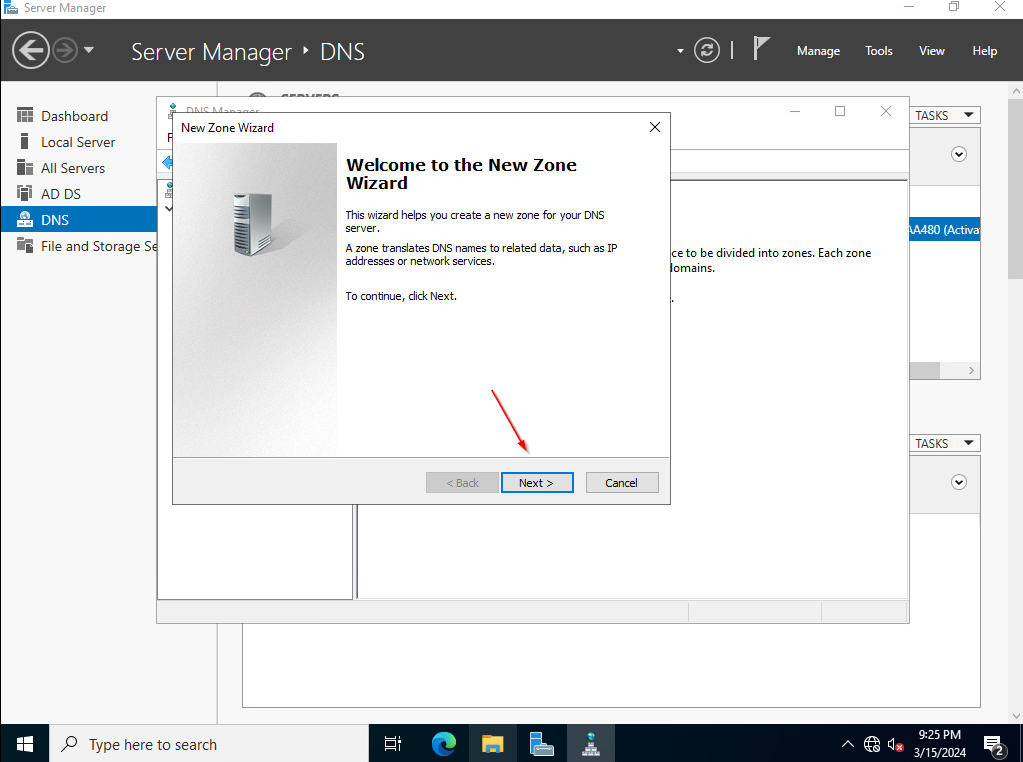 Server Manager
Server Manager ‣ DNS
Manage Tools View Help
Dashboard
Local Server
All Servers
AD DS
DNS
File and Storage Se
SERVERS
TASKS
DNS Manager
New Zone Wizard
Welcome to the New Zone
Wizard
This wizard helps you create a new zone for your DNS
server.
A zone translates DNS names to related data, such as IP
addresses or network services.
To continue, click Next.
< Back Next > Cancel
AA480 (Activa
ce to be divided into zones. Each zone
domains.
TASKS
Type here to search
9:25 PM
3/15/2024
2